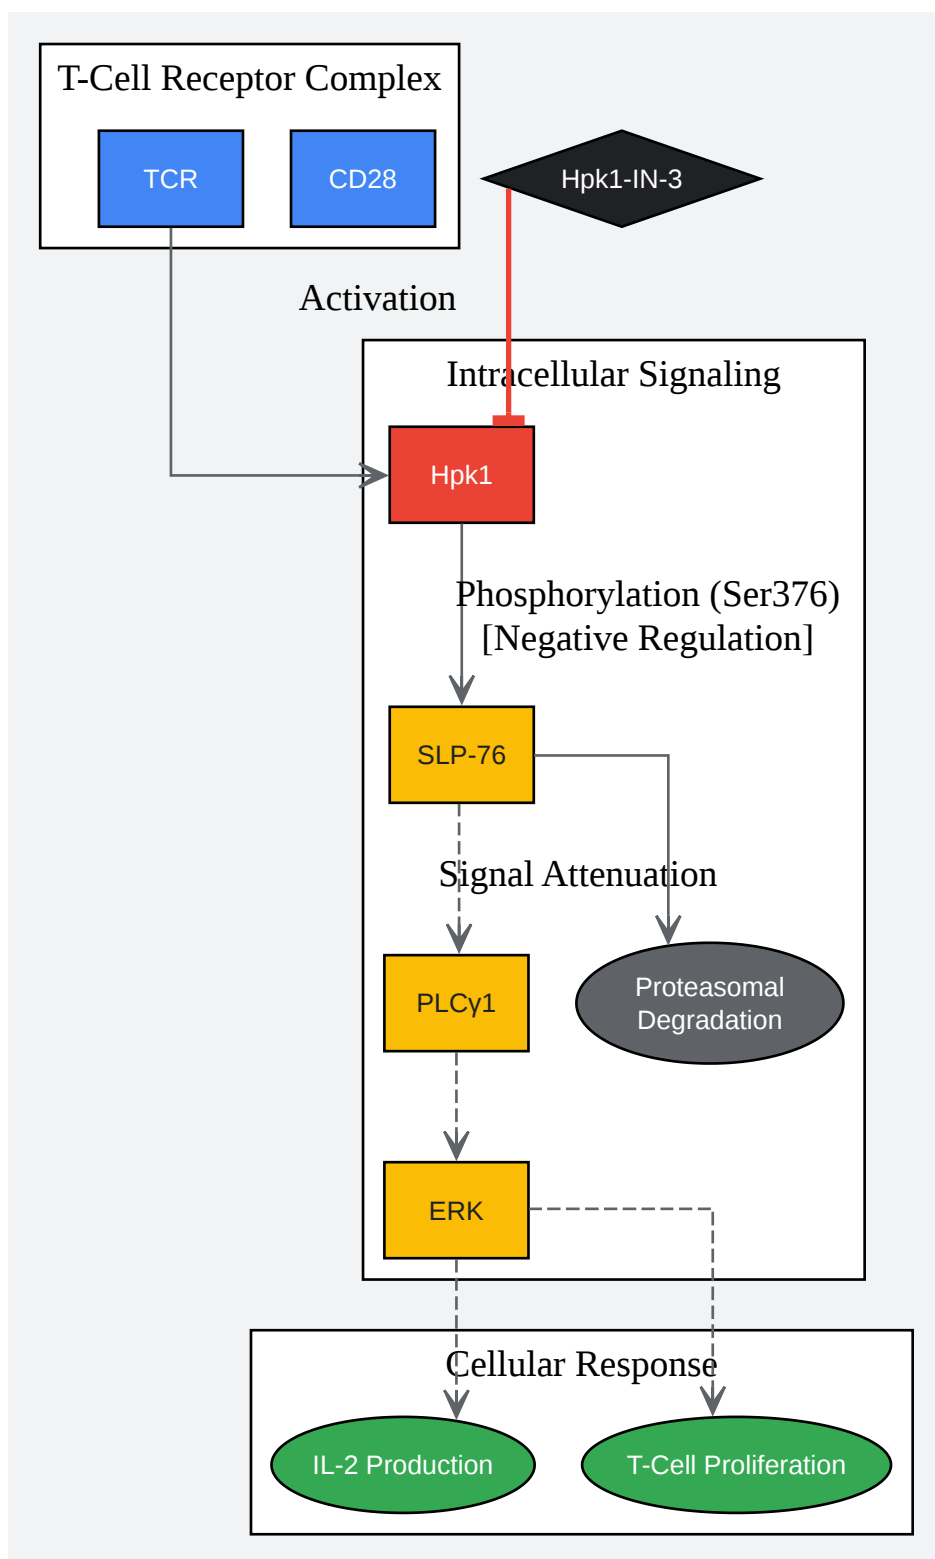 T-Cell Receptor Complex
TCR
CD28
Hpk1-IN-3
Activation
Intracellular Signaling
Hpk1
Phosphorylation (Ser376)
[Negative Regulation]
SLP-76
Signal Attenuation
PLCγ1
Proteasomal
Degradation
ERK
Cellular Response
IL-2 Production
T-Cell Proliferation